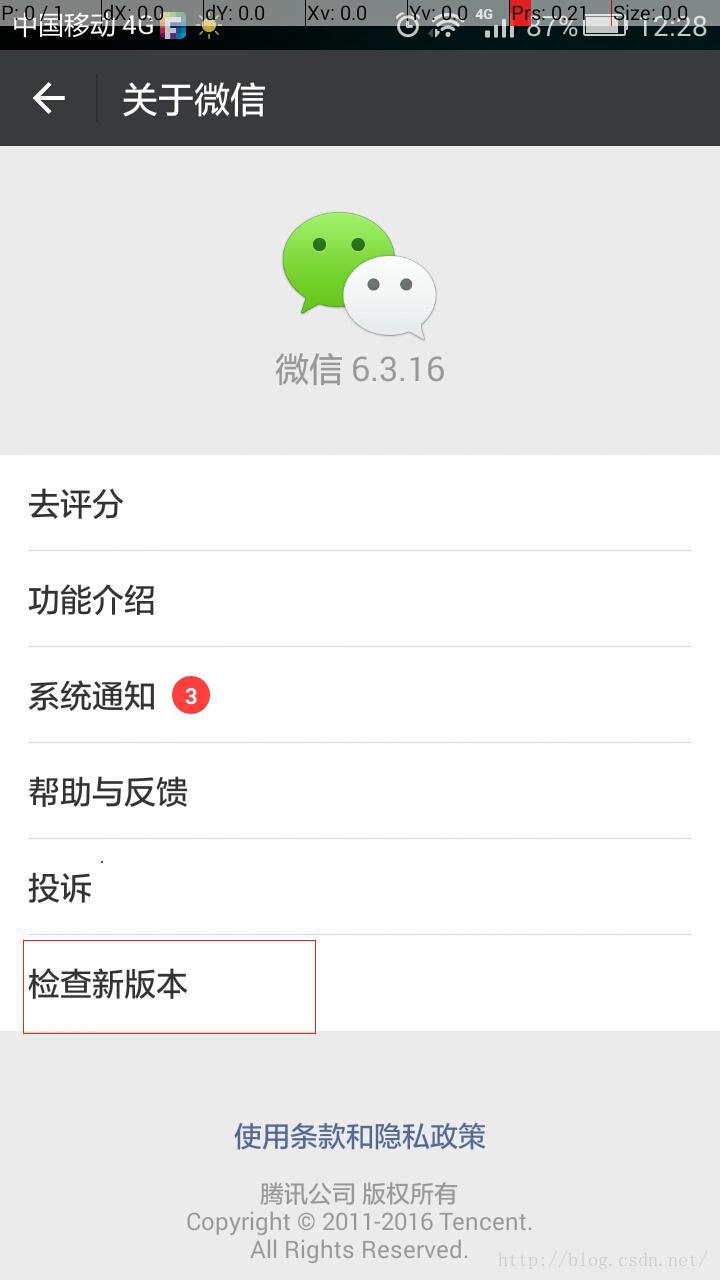 P: 0 / 1 dX: 0.0 dY: 0.0 Xv: 0.0 Yv: 0.0 Prs: 0.21 Size: 0.0
中国移动 4G 4G 87% 12:28
关于微信
微信 6.3.16
去评分
功能介绍
系统通知 3
帮助与反馈
投诉
检查新版本
使用条款和隐私政策
腾讯公司 版权所有
Copyright © 2011-2016 Tencent.
All Rights Reserved.
http://blog.csdn.net/